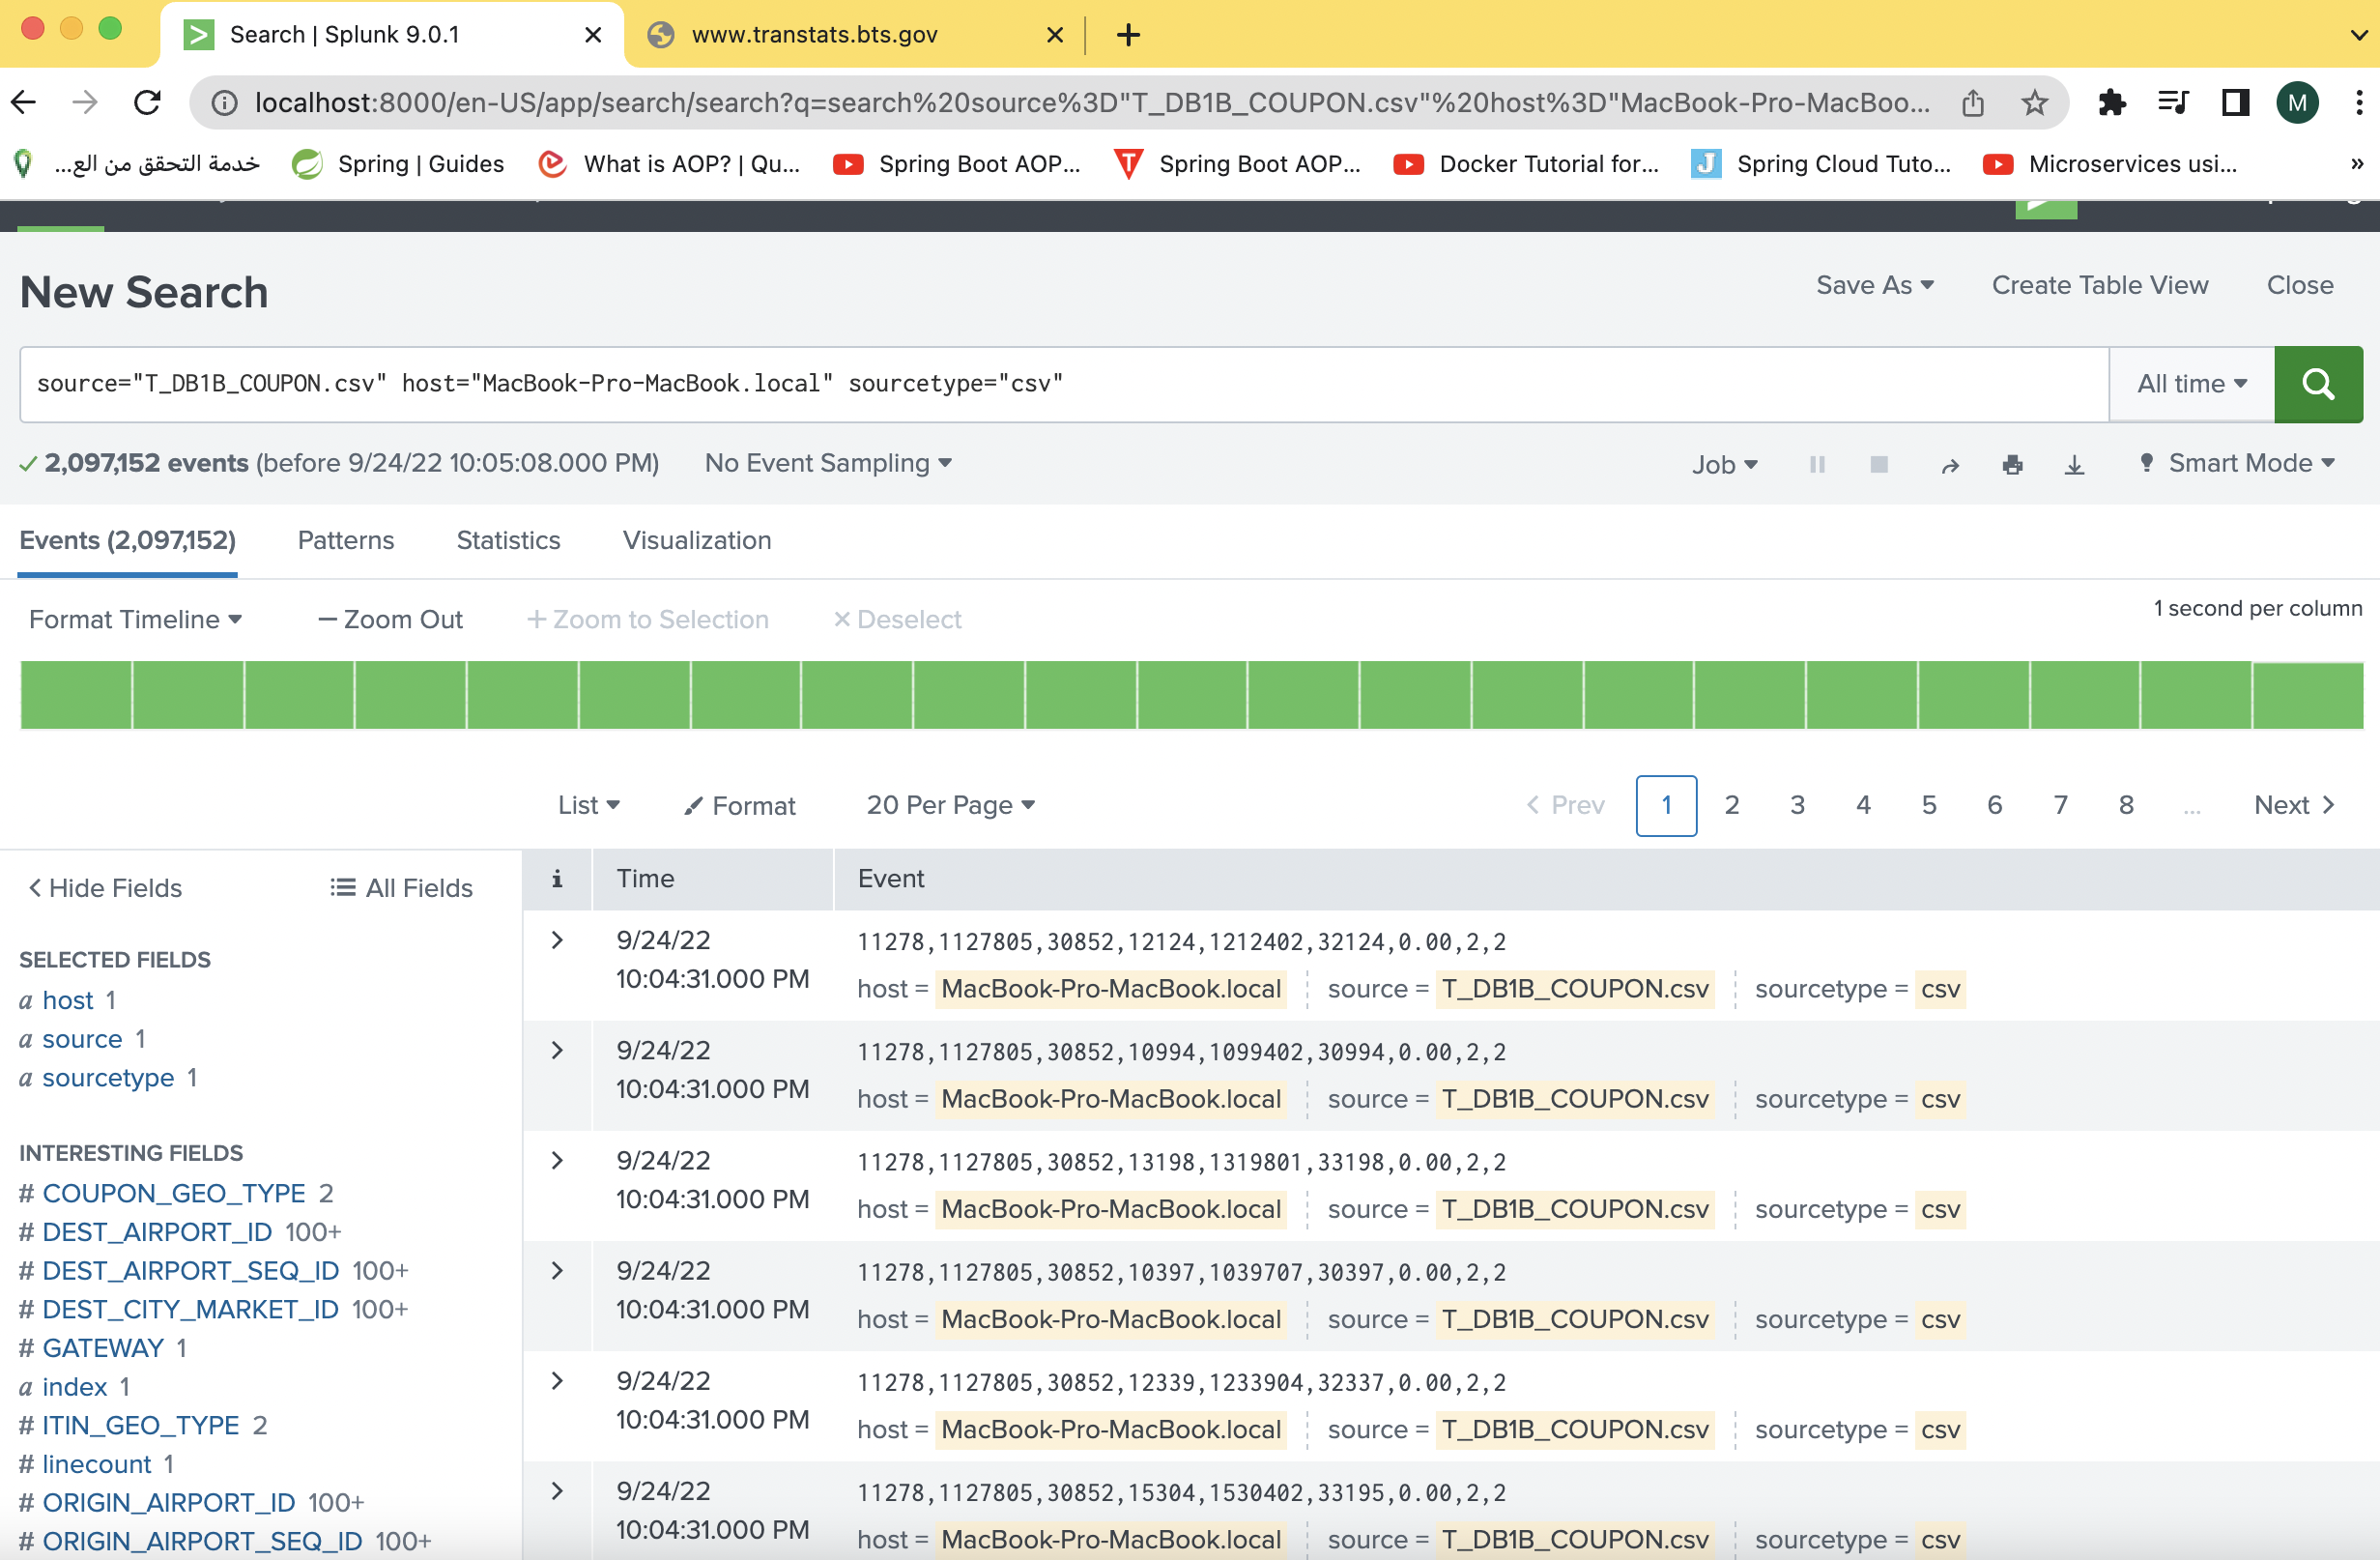 Search | Splunk 9.0.1
www.transtats.bts.gov
localhost:8000/en-US/app/search/search?q=search%20source%3D"T_DB1B_COUPON.csv"%20host%3D"MacBook-Pro-MacBoo...
M
خدمة التحقق من الع...
Spring | Guides
What is AOP? | Qu...
Spring Boot AOP...
Spring Boot AOP...
Docker Tutorial for...
Spring Cloud Tuto...
Microservices usi...
»
New Search
Save As
Create Table View
Close
source="T_DB1B_COUPON.csv" host="MacBook-Pro-MacBook.local" sourcetype="csv"
All time
2,097,152 events (before 9/24/22 10:05:08.000 PM)
No Event Sampling
Job
Smart Mode
Events (2,097,152)
Patterns
Statistics
Visualization
Format Timeline
— Zoom Out
+ Zoom to Selection
× Deselect
1 second per column
List
Format
20 Per Page
< Prev
1 2 3 4 5 6 7 8 ...
Next >
< Hide Fields
All Fields
SELECTED FIELDS
a host 1
a source 1
a sourcetype 1
INTERESTING FIELDS
# COUPON_GEO_TYPE 2
# DEST_AIRPORT_ID 100+
# DEST_AIRPORT_SEQ_ID 100+
# DEST_CITY_MARKET_ID 100+
# GATEWAY 1
a index 1
# ITIN_GEO_TYPE 2
# linecount 1
# ORIGIN_AIRPORT_ID 100+
# ORIGIN_AIRPORT_SEQ_ID 100+
i
Time
Event
9/24/22
10:04:31.000 PM
11278,1127805,30852,12124,1212402,32124,0.00,2,2
host = MacBook-Pro-MacBook.local source = T_DB1B_COUPON.csv sourcetype = csv
9/24/22
10:04:31.000 PM
11278,1127805,30852,10994,1099402,30994,0.00,2,2
host = MacBook-Pro-MacBook.local source = T_DB1B_COUPON.csv sourcetype = csv
9/24/22
10:04:31.000 PM
11278,1127805,30852,13198,1319801,33198,0.00,2,2
host = MacBook-Pro-MacBook.local source = T_DB1B_COUPON.csv sourcetype = csv
9/24/22
10:04:31.000 PM
11278,1127805,30852,10397,1039707,30397,0.00,2,2
host = MacBook-Pro-MacBook.local source = T_DB1B_COUPON.csv sourcetype = csv
9/24/22
10:04:31.000 PM
11278,1127805,30852,12339,1233904,32337,0.00,2,2
host = MacBook-Pro-MacBook.local source = T_DB1B_COUPON.csv sourcetype = csv
9/24/22
10:04:31.000 PM
11278,1127805,30852,15304,1530402,33195,0.00,2,2
host = MacBook-Pro-MacBook.local source = T_DB1B_COUPON.csv sourcetype = csv